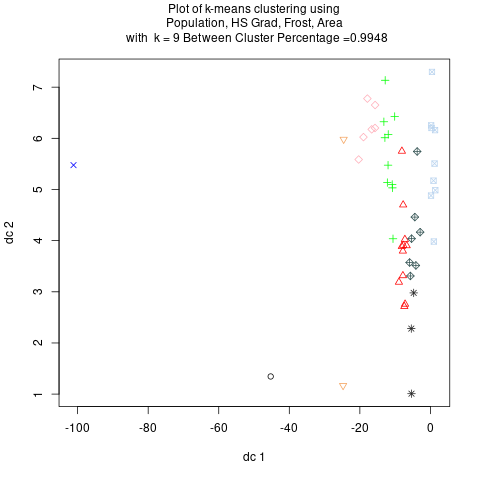 Plot of k-means clustering using
Population, HS Grad, Frost, Area
with  k = 9 Between Cluster Percentage =0.9948
7
6
5
4
3
2
1
dc 2
-100
-80
-60
-40
-20
0
dc 1